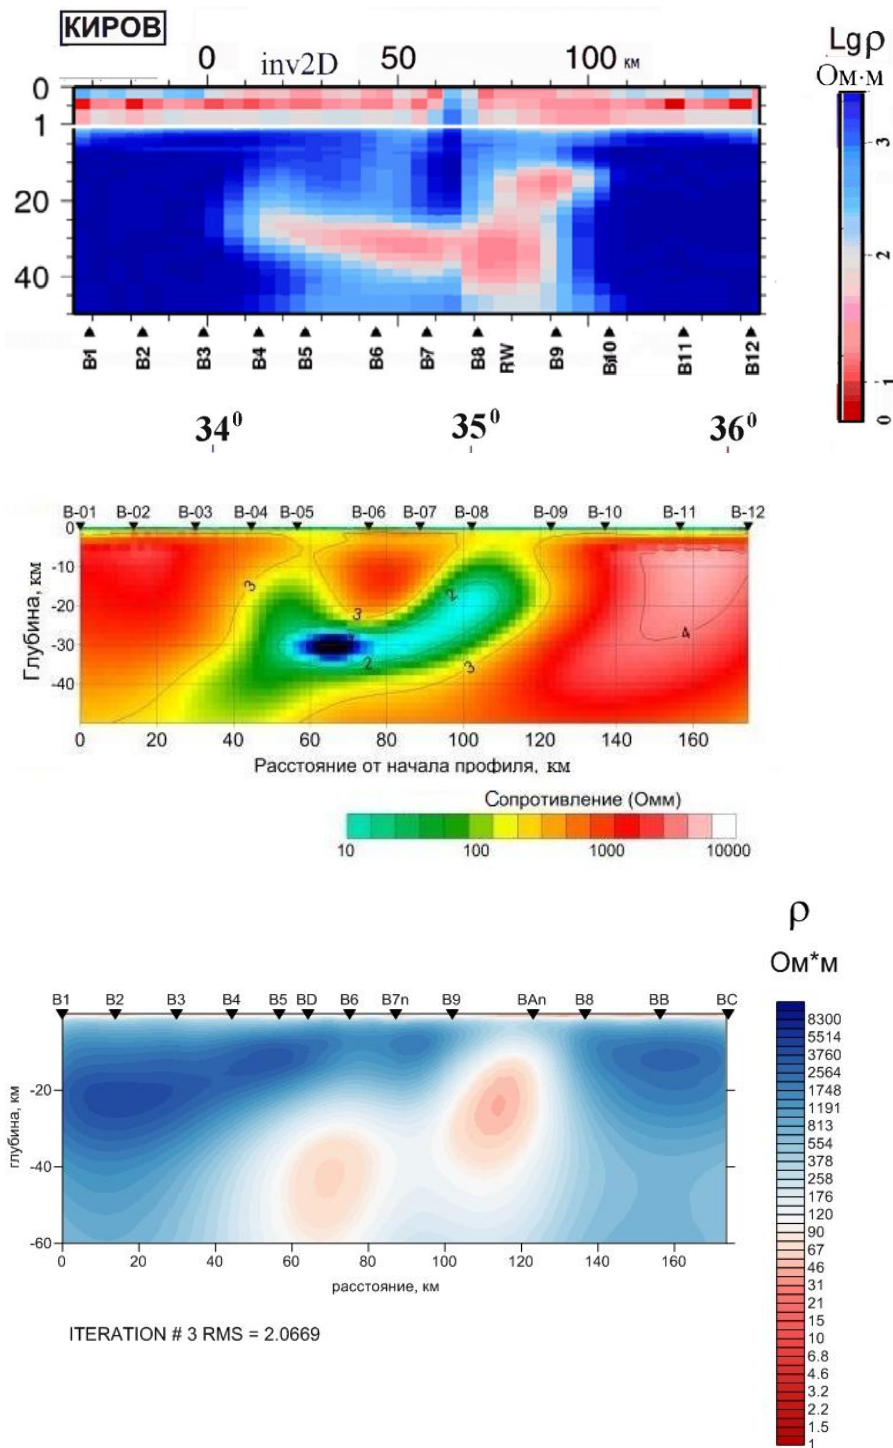 КИРОВ
0 inv2D 50 100 км
Lgρ
Ом·м
0
1
20
40
3
2
1
0
B1 B2 B3 B4 B5 B6 B7 B8 RW B9 B10 B11 B12
34⁰ 35⁰ 36⁰
B-01 B-02 B-03 B-04 B-05 B-06 B-07 B-08 B-09 B-10 B-11 B-12
0
-10
-20
-30
-40
Глубина, км
3 3 2 2 3 4
0 20 40 60 80 100 120 140 160
Расстояние от начала профиля, км
Сопротивление (Омм)
10 100 1000 10000
ρ
Ом*м
B1 B2 B3 B4 B5 BD B6 B7n B9 BAn B8 BB BC
-20
-40
-60
глубина, км
0 20 40 60 80 100 120 140 160
расстояние, км
8300
5514
3760
2564
1748
1191
813
554
378
258
176
120
90
67
46
31
21
15
10
6.8
4.6
3.2
2.2
1.5
1
ITERATION # 3 RMS = 2.0669